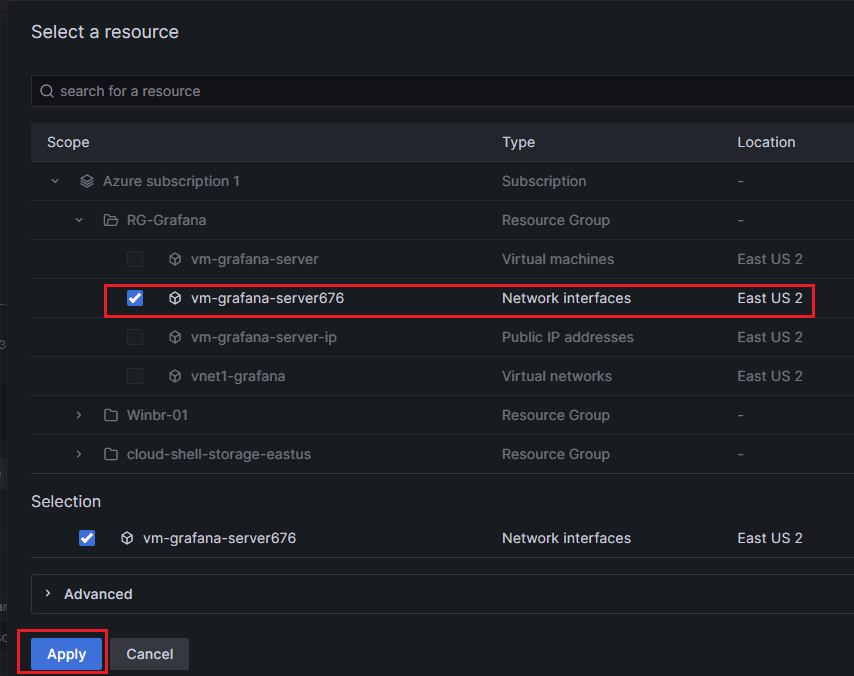 Select a resource
search for a resource
Scope Type Location
Azure subscription 1 Subscription -
RG-Grafana Resource Group -
vm-grafana-server Virtual machines East US 2
vm-grafana-server676 Network interfaces East US 2
vm-grafana-server-ip Public IP addresses East US 2
vnet1-grafana Virtual networks East US 2
Winbr-01 Resource Group -
cloud-shell-storage-eastus Resource Group -
Selection
vm-grafana-server676 Network interfaces East US 2
Advanced
Apply Cancel